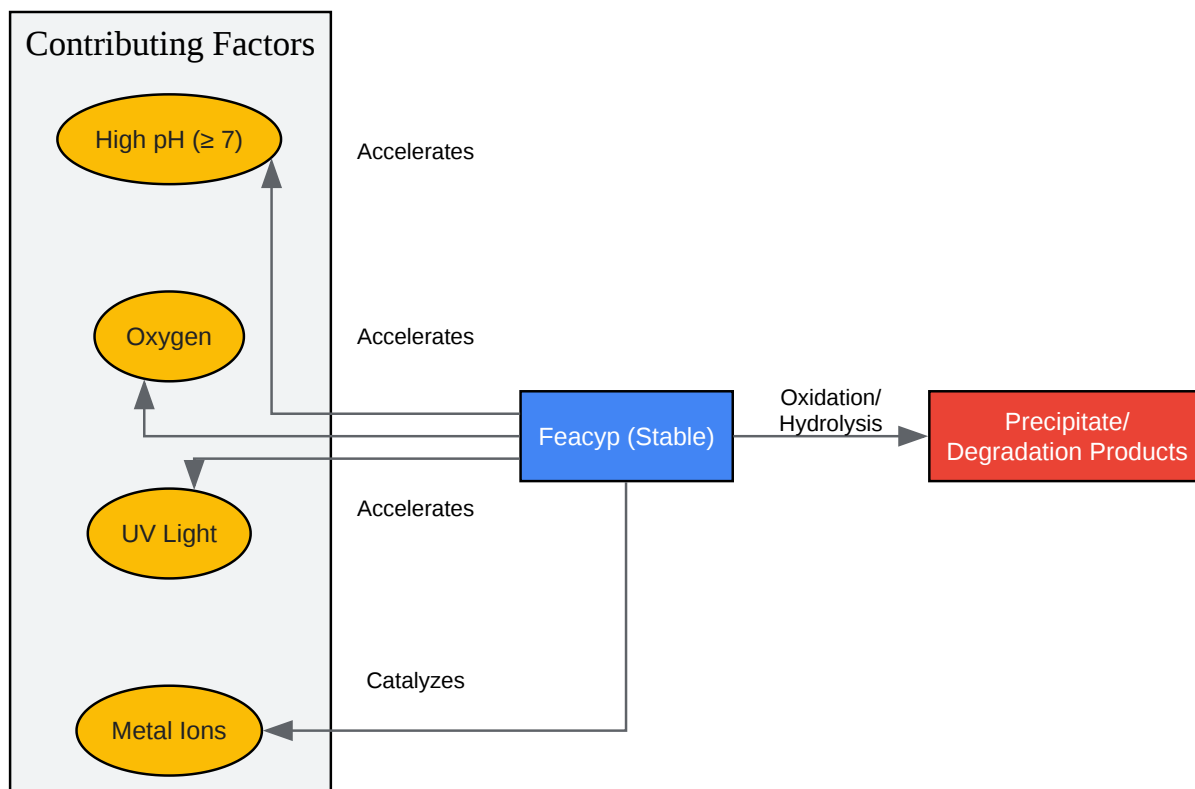 Contributing Factors
High pH (≥ 7)
Accelerates
Oxygen
Accelerates
Feacyp (Stable)
Oxidation/
Hydrolysis
Precipitate/
Degradation Products
UV Light
Accelerates
Catalyzes
Metal Ions